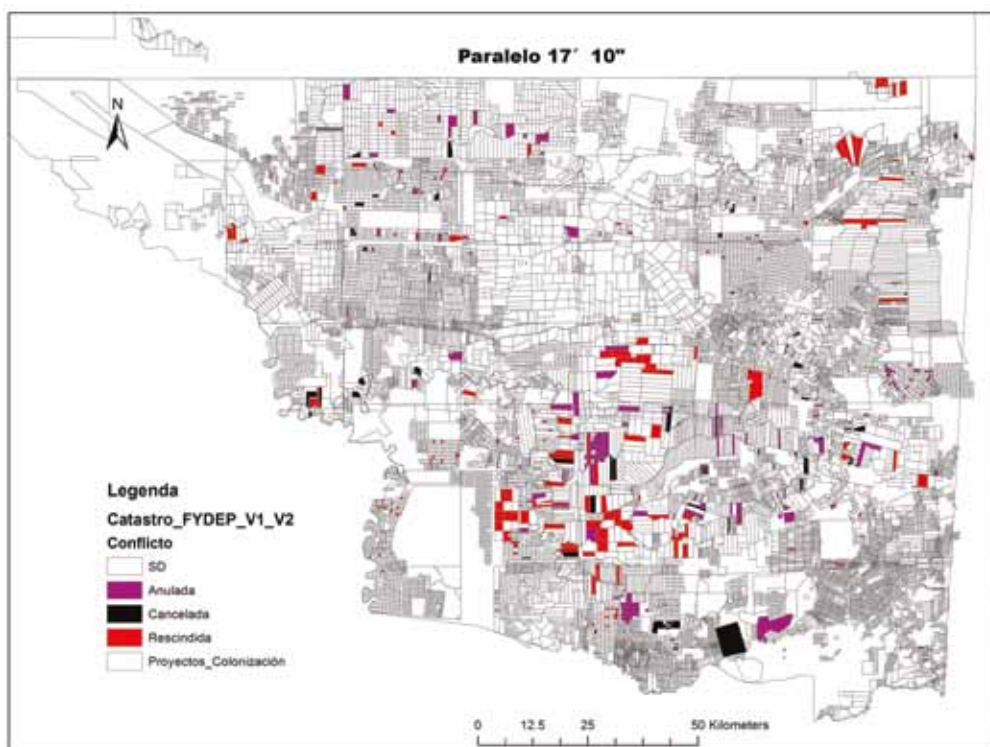 Paralelo 17´ 10"
N
Legenda
Catastro_FYDEP_V1_V2
Conflicto
SD
Anulada
Cancelada
Rescindida
Proyectos_Colonización
0 12.5 25 50 Kilometers